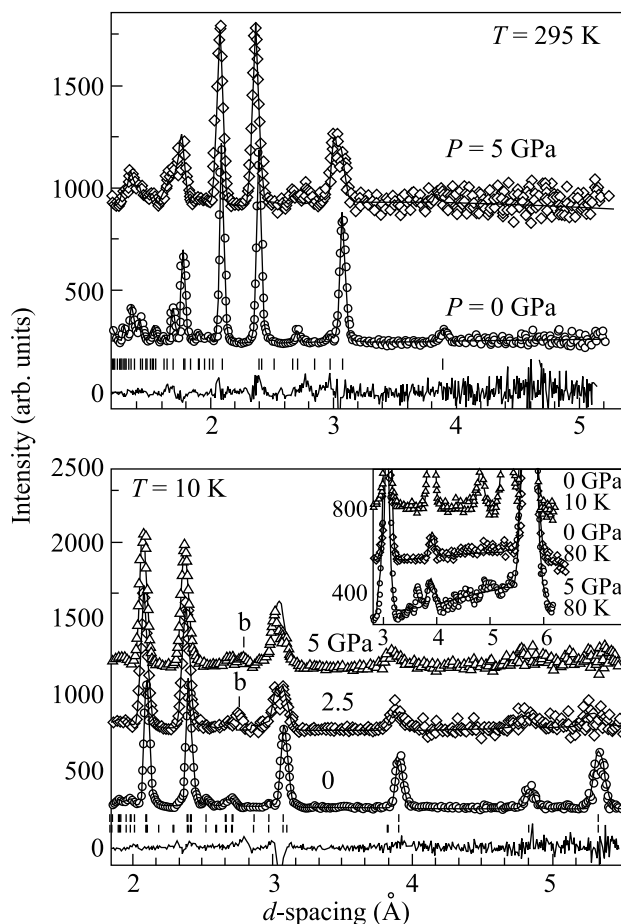 T = 295 K
1500
P = 5 GPa
1000
500
P = 0 GPa
0
2 3 4 5
Intensity (arb. units)
2500
T = 10 K
2000
1500
1000
500
0
b
5 GPa
b
2.5
0
800
400
0 GPa
10 K
0 GPa
80 K
5 GPa
80 K
3 4 5 6
2 3 4 5
d-spacing (Å)